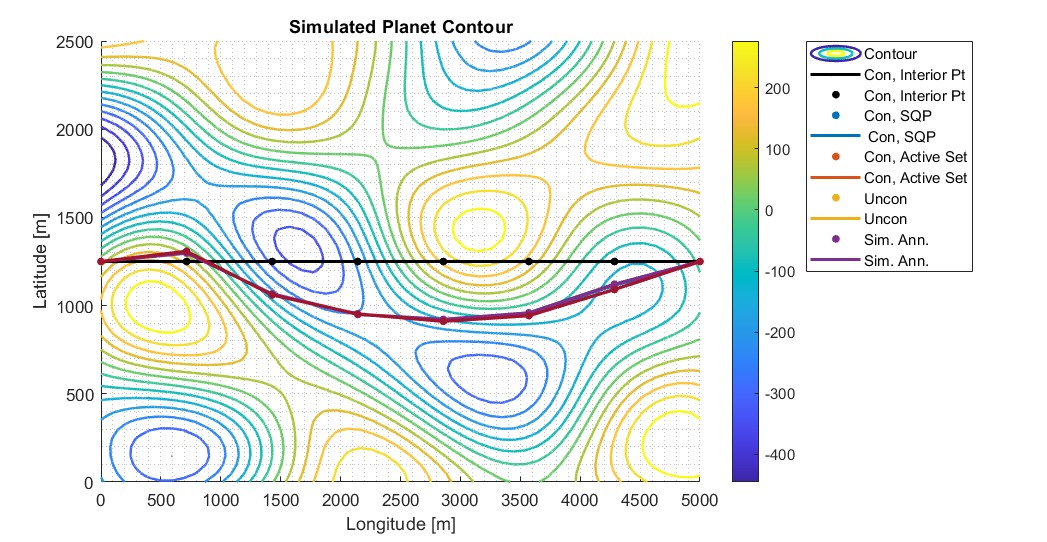 Simulated Planet Contour
2500
2000
1500
1000
500
0
Latitude [m]
0 500 1000 1500 2000 2500 3000 3500 4000 4500 5000
Longitude [m]
200
100
0
-100
-200
-300
-400
Contour
Con, Interior Pt
Con, Interior Pt
Con, SQP
Con, SQP
Con, Active Set
Con, Active Set
Uncon
Uncon
Sim. Ann.
Sim. Ann.